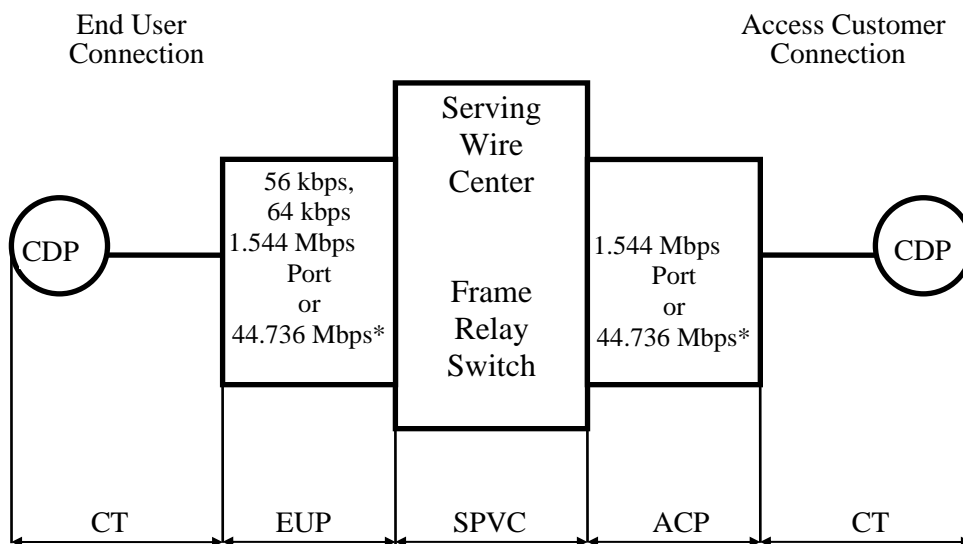 End User
Connection
Access Customer
Connection
Serving
Wire
Center
Frame
Relay
Switch
56 kbps,
64 kbps
1.544 Mbps
Port
or
44.736 Mbps*
1.544 Mbps
Port
or
44.736 Mbps*
CDP
CDP
CT
EUP
SPVC
ACP
CT